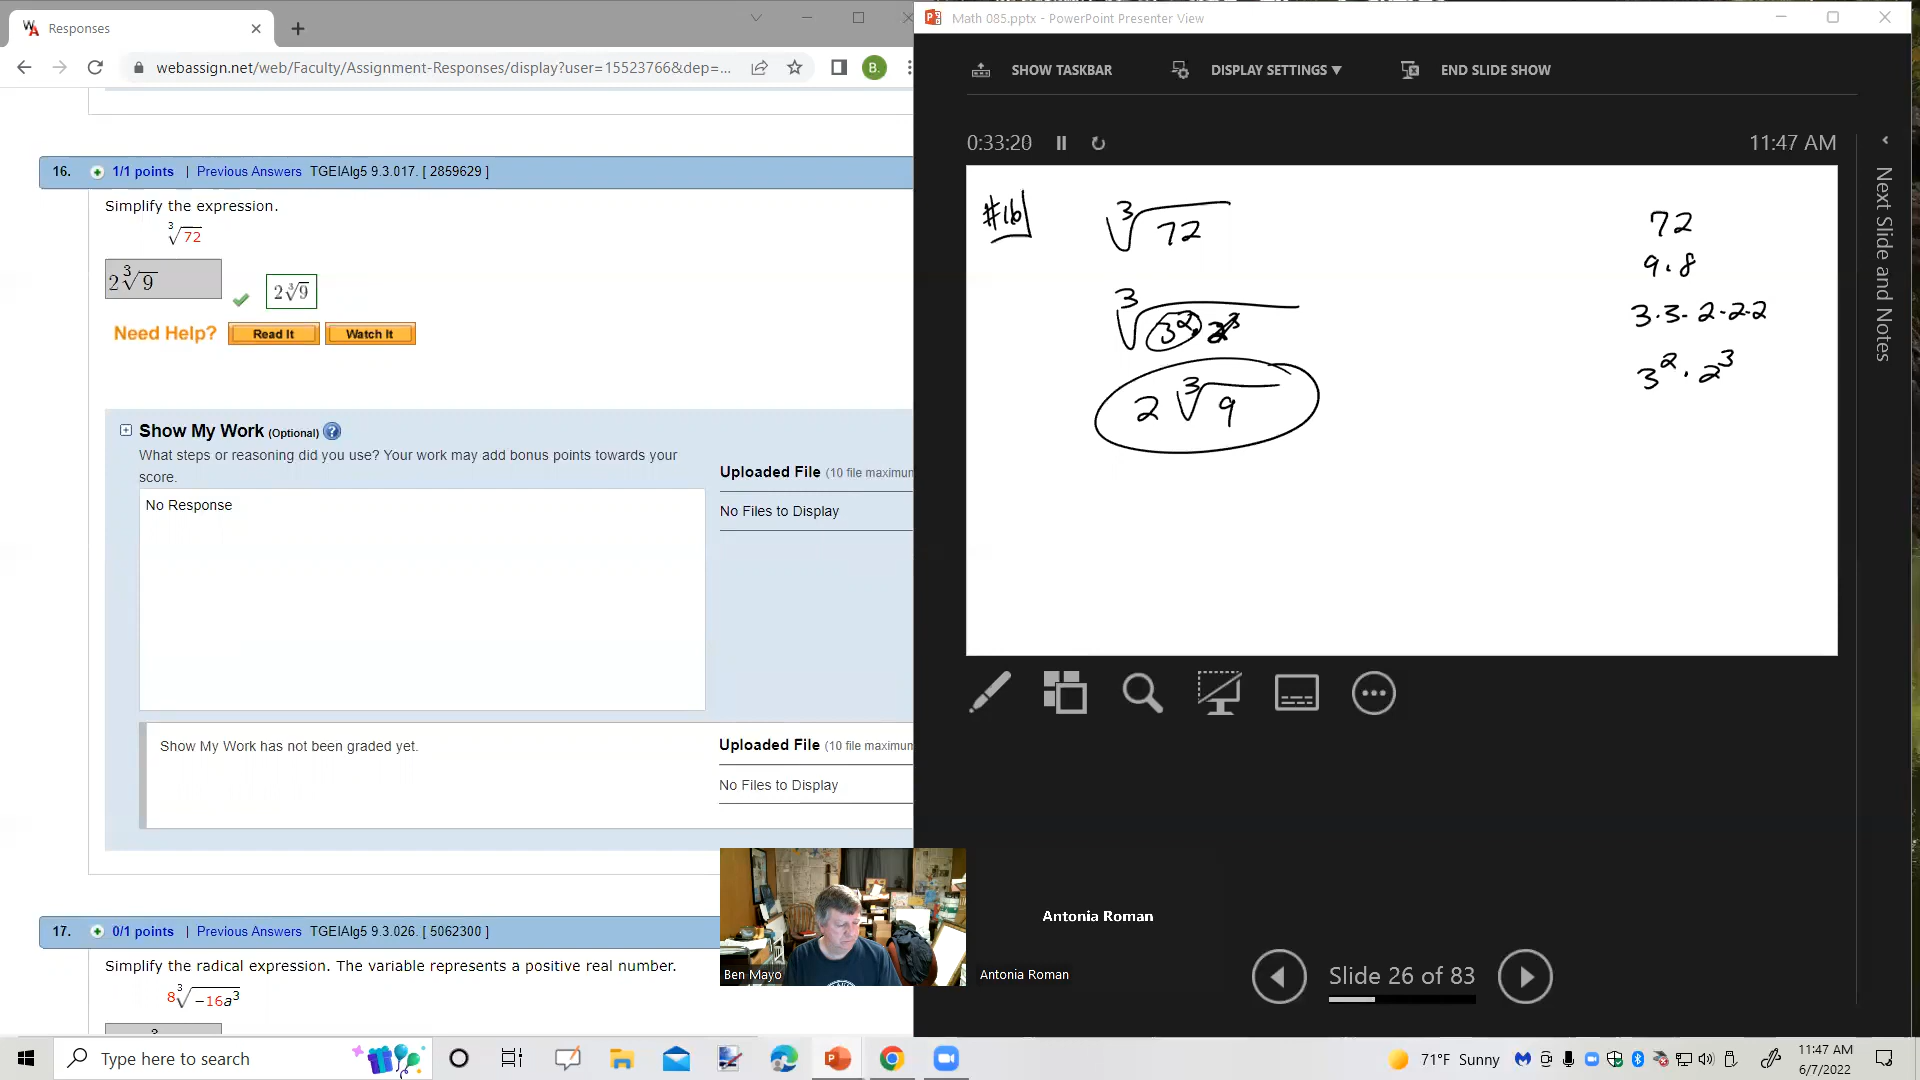 Responses
webassign.net/web/Faculty/Assignment-Responses/display?user=15523766&dep=...
B.
16. 1/1 points | Previous Answers TGEIAlg5 9.3.017. [ 2859629 ]
Simplify the expression.
∛72
2∛9 2∛9
Need Help? Read It Watch It
Show My Work (Optional) ?
What steps or reasoning did you use? Your work may add bonus points towards your
score.
No Response
Uploaded File (10 file maximum
No Files to Display
Show My Work has not been graded yet.
Uploaded File (10 file maximum
No Files to Display
17. 0/1 points | Previous Answers TGEIAlg5 9.3.026. [ 5062300 ]
Simplify the radical expression. The variable represents a positive real number.
8∛−16a³
3
Math 085.pptx - PowerPoint Presenter View
SHOW TASKBAR
DISPLAY SETTINGS ▼
END SLIDE SHOW
0:33:20
11:47 AM
#16
∛72
∛3²·2³
2∛9
72
9·8
3·3·2·2·2
3²·2³
Next Slide and Notes
Ben Mayo
Antonia Roman
Antonia Roman
Slide 26 of 83
Type here to search
71°F Sunny
11:47 AM
6/7/2022